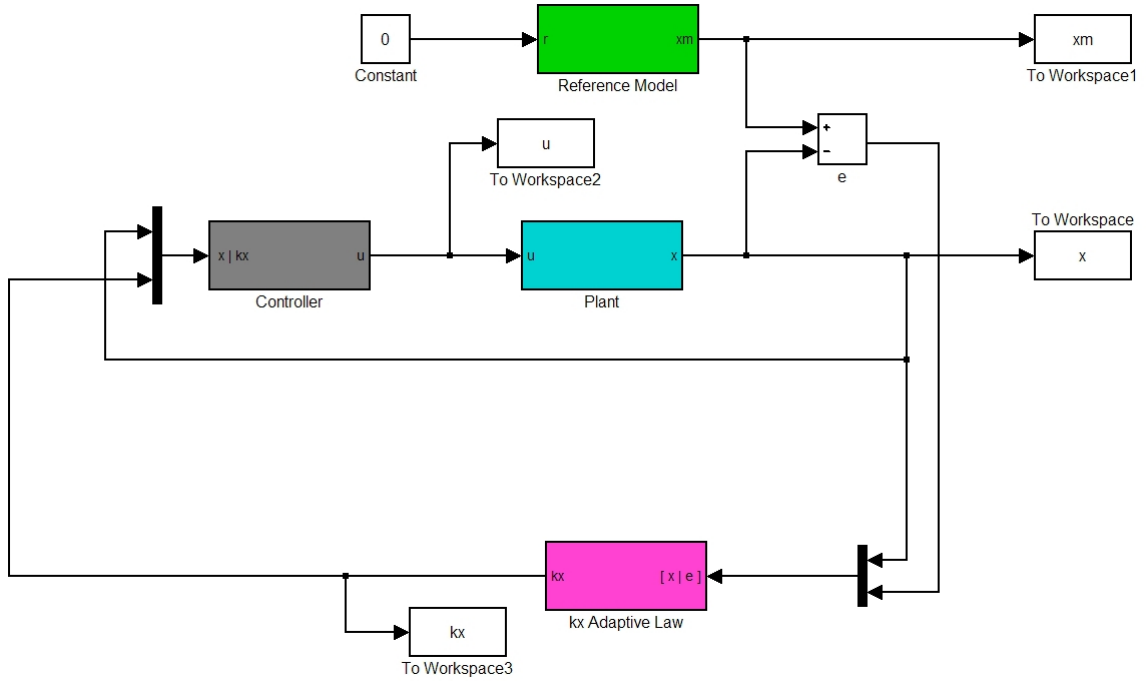 0
Constant
r
xm
Reference Model
xm
To Workspace1
u
To Workspace2
+
-
e
x | kx
u
Controller
u
x
Plant
To Workspace
x
kx
[ x | e ]
kx Adaptive Law
kx
To Workspace3